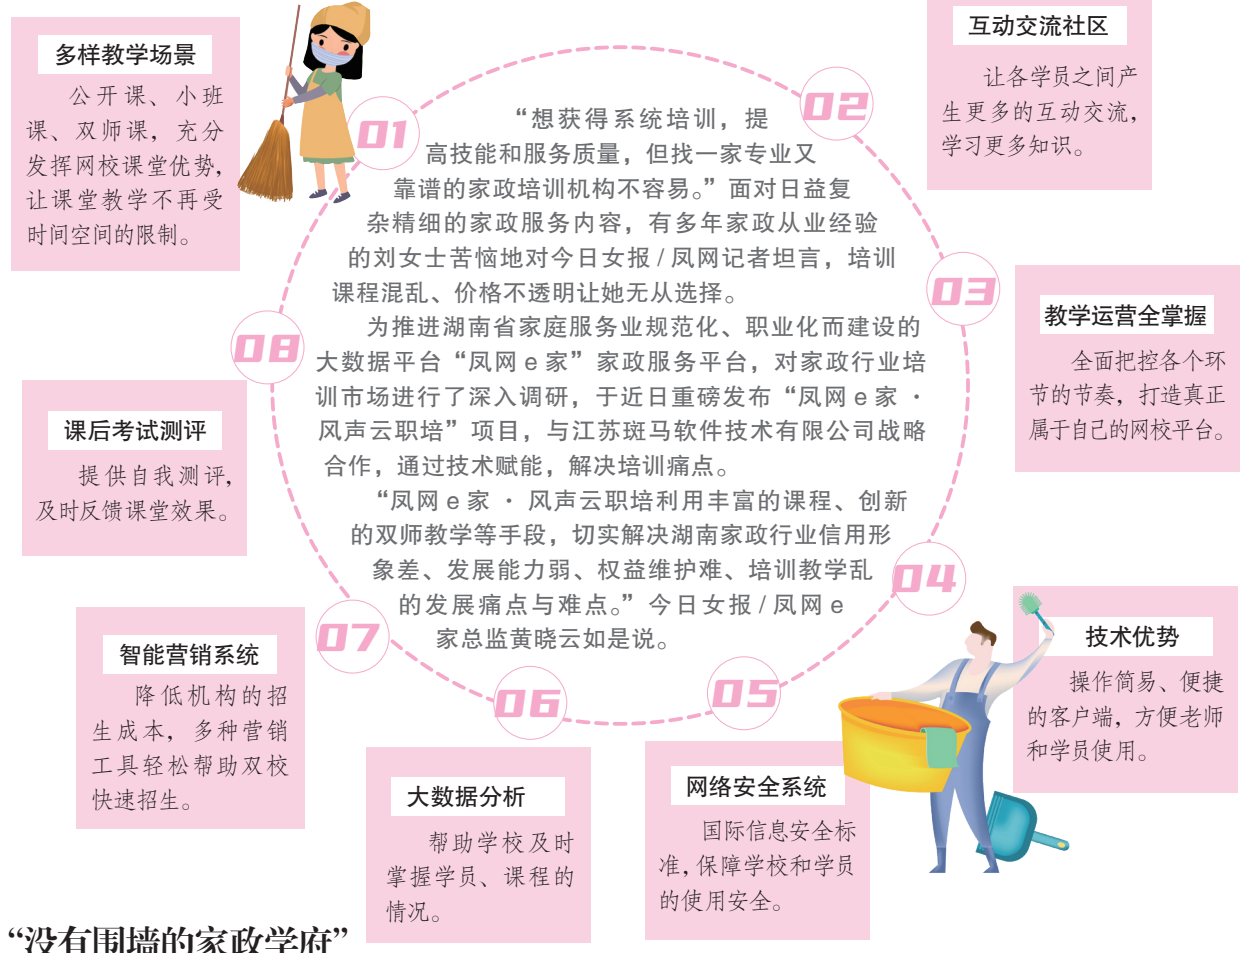 多样教学场景
公开课、小班
课、双师课，充分
发挥网校课堂优势，
让课堂教学不再受
时间空间的限制。
01
02
互动交流社区
让各学员之间产
生更多的互动交流，
学习更多知识。
03
教学运营全掌握
全面把控各个环
节的节奏，打造真正
属于自己的网校平台。
04
技术优势
操作简易、便捷
的客户端，方便老师
和学员使用。
05
网络安全系统
国际信息安全标
准，保障学校和学员
的使用安全。
06
大数据分析
帮助学校及时
掌握学员、课程的
情况。
07
智能营销系统
降低机构的招
生成本，多种营销
工具轻松帮助双校
快速招生。
08
课后考试测评
提供自我测评，
及时反馈课堂效果。
“想获得系统培训，提
高技能和服务质量，但找一家专业又
靠谱的家政培训机构不容易。”面对日益复
杂精细的家政服务内容，有多年家政从业经验
的刘女士苦恼地对今日女报/凤网记者坦言，培训
课程混乱、价格不透明让她无从选择。
为推进湖南省家庭服务业规范化、职业化而建设的
大数据平台“凤网e家”家政服务平台，对家政行业培
训市场进行了深入调研，于近日重磅发布“凤网e家·
风声云职培”项目，与江苏斑马软件技术有限公司战略
合作，通过技术赋能，解决培训痛点。
“凤网e家·风声云职培利用丰富的课程、创新
的双师教学等手段，切实解决湖南家政行业信用形
象差、发展能力弱、权益维护难、培训教学乱
的发展痛点与难点。”今日女报/凤网e
家总监黄晓云如是说。
“没有围墙的家政学府”